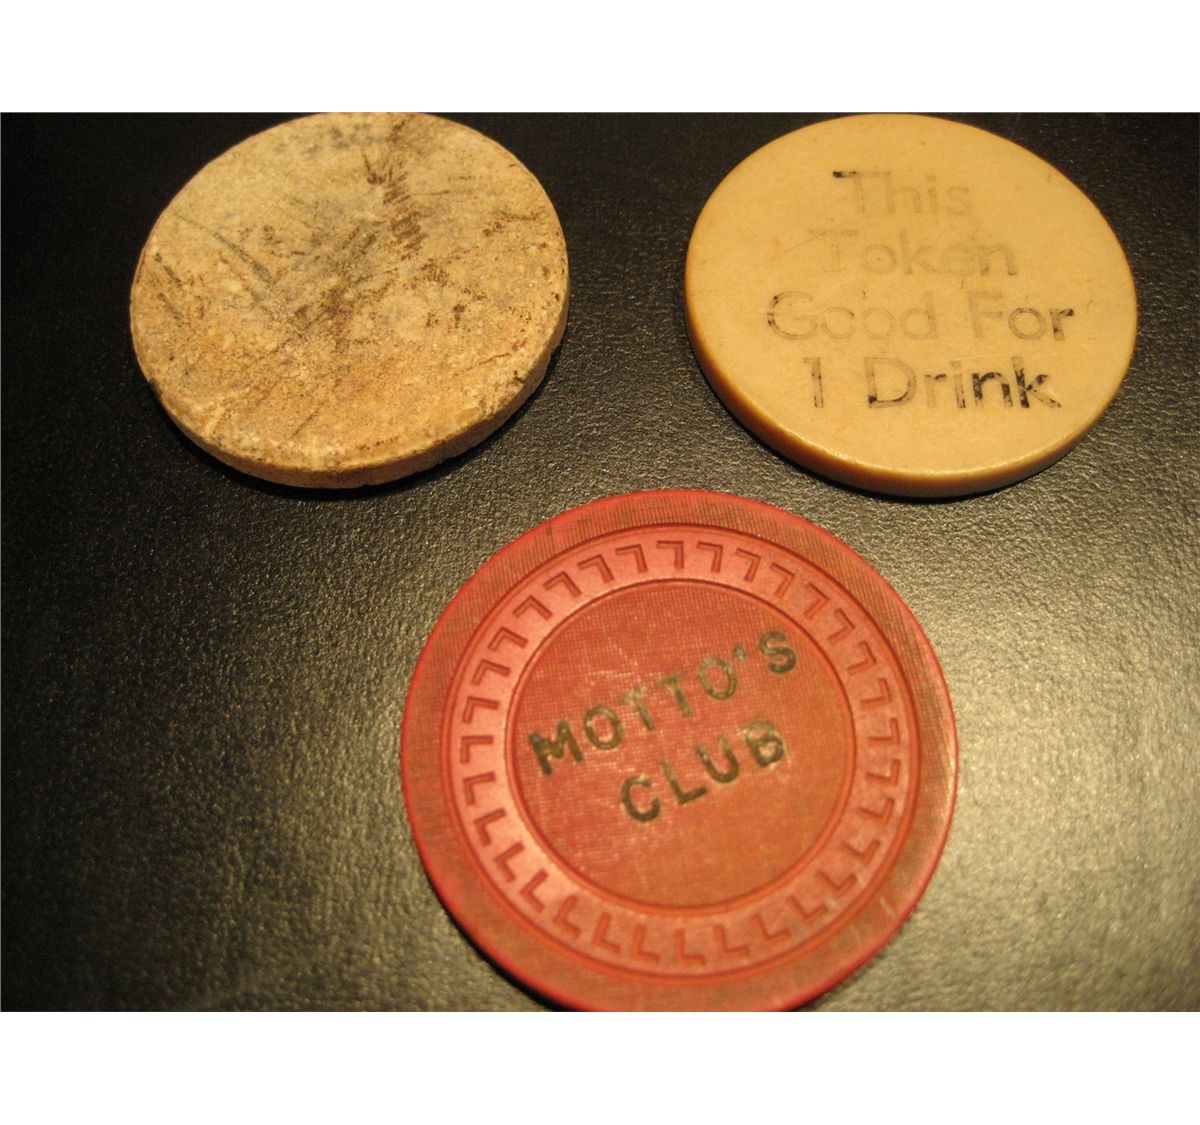 This
Token
Good For
1 Drink
MOTTO'S
CLUB